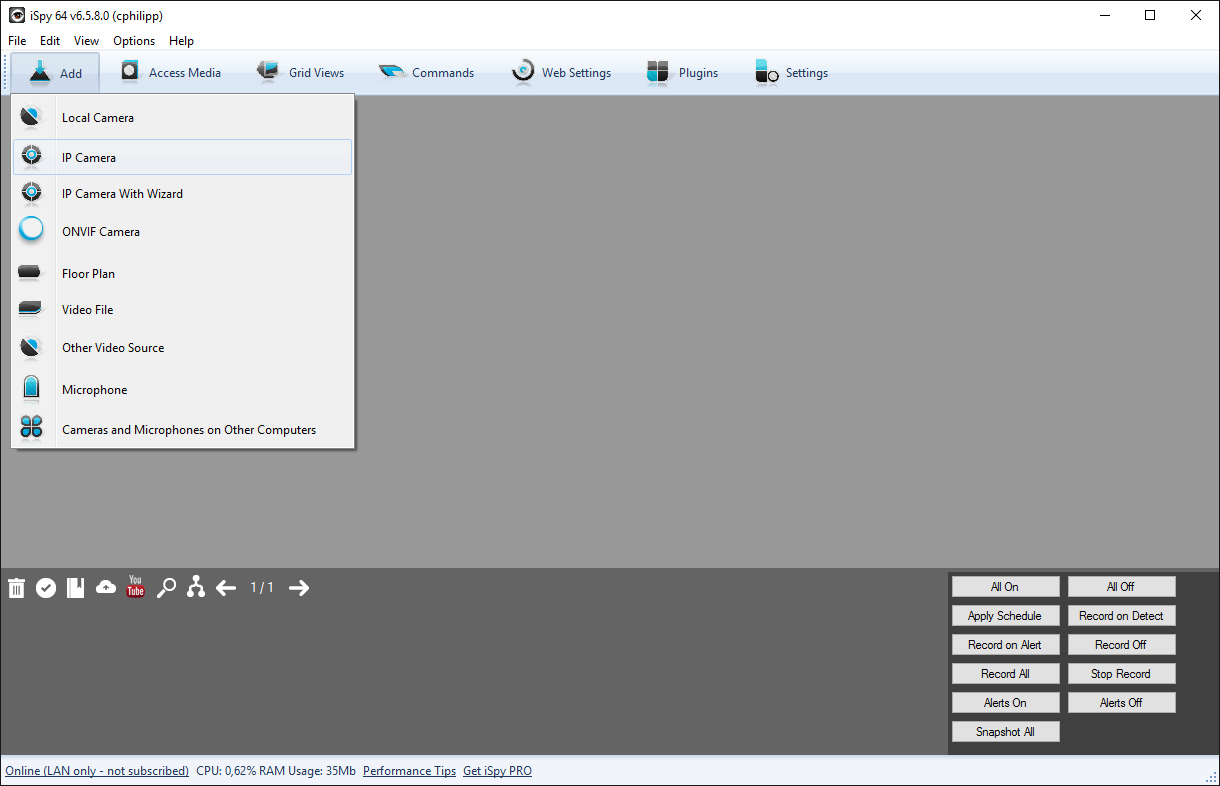 iSpy 64 v6.5.8.0 (cphilipp)
File Edit View Options Help
Add Access Media Grid Views Commands Web Settings Plugins Settings
Local Camera
IP Camera
IP Camera With Wizard
ONVIF Camera
Floor Plan
Video File
Other Video Source
Microphone
Cameras and Microphones on Other Computers
You Tube 1 / 1
All On All Off
Apply Schedule Record on Detect
Record on Alert Record Off
Record All Stop Record
Alerts On Alerts Off
Snapshot All
Online (LAN only - not subscribed) CPU: 0,62% RAM Usage: 35Mb Performance Tips Get iSpy PRO